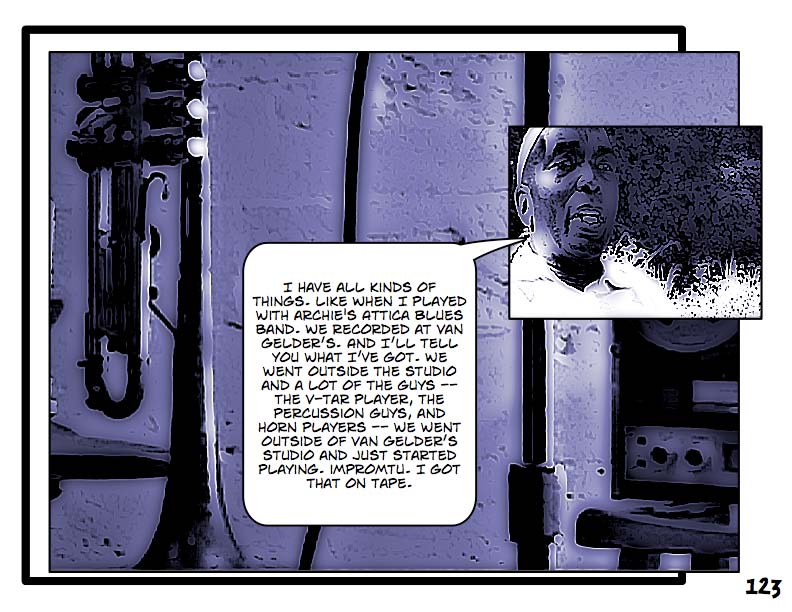 I HAVE ALL KINDS OF
THINGS. LIKE WHEN I PLAYED
WITH ARCHIE'S ATTICA BLUES
BAND. WE RECORDED AT VAN
GELDER'S. AND I'LL TELL
YOU WHAT I'VE GOT. WE
WENT OUTSIDE THE STUDIO
AND A LOT OF THE GUYS --
THE V-TAR PLAYER, THE
PERCUSSION GUYS, AND
HORN PLAYERS -- WE WENT
OUTSIDE OF VAN GELDER'S
STUDIO AND JUST STARTED
PLAYING. IMPROMTU. I GOT
THAT ON TAPE.
123